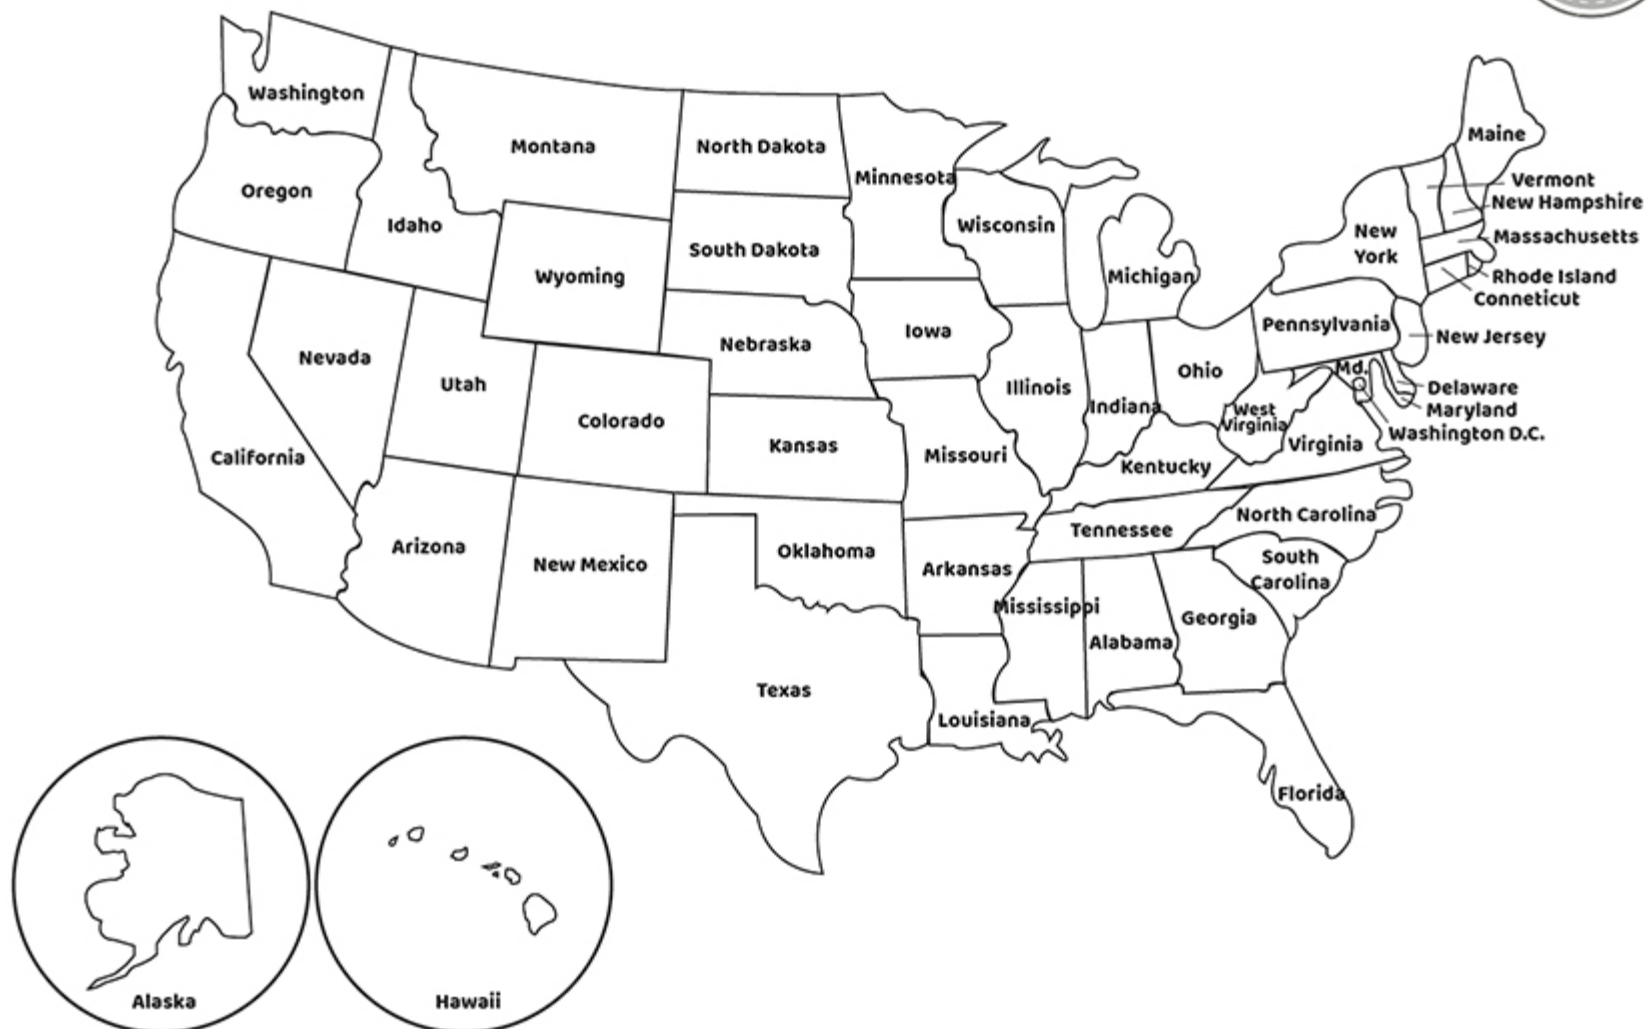 Washington
Montana
North Dakota
Minnesota
Maine
Oregon
Idaho
Vermont
New Hampshire
Massachusetts
Rhode Island
Conneticut
New
York
Wisconsin
South Dakota
Wyoming
Michigan
Pennsylvania
New Jersey
Iowa
Nebraska
Nevada
Utah
Colorado
Illinois
Indiana
Ohio
Md.
Delaware
Maryland
Washington D.C.
West
Virginia
Virginia
California
Kansas
Missouri
Kentucky
North Carolina
Tennessee
Arizona
New Mexico
Oklahoma
Arkansas
South
Carolina
Mississippi
Alabama
Georgia
Texas
Louisiana
Florida
Alaska
Hawaii